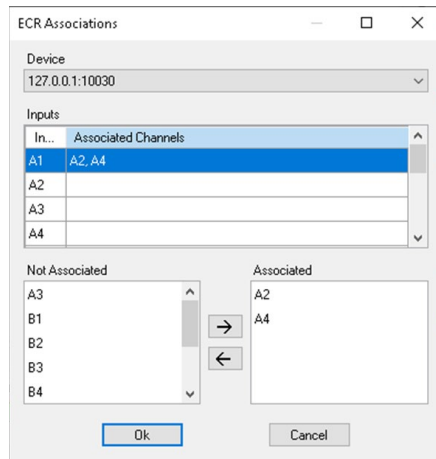 ECR Associations
Device
127.0.0.1:10030
Inputs
In... Associated Channels
A1 A2, A4
A2
A3
A4
Not Associated Associated
A3 A2
B1 A4
B2
B3
B4
Ok Cancel